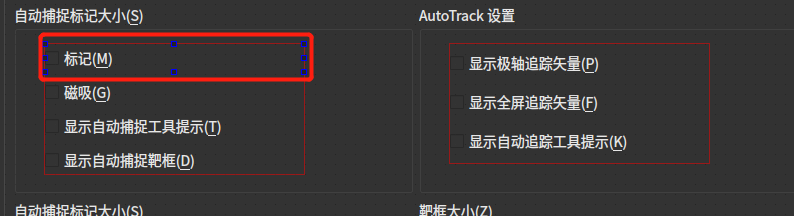 自动捕捉标记大小(S)
标记(M)
磁吸(G)
显示自动捕捉工具提示(T)
显示自动捕捉靶框(D)
AutoTrack 设置
显示极轴追踪矢量(P)
显示全屏追踪矢量(F)
显示自动追踪工具提示(K)
自动捕捉标记大小(S)
靶框大小(Z)